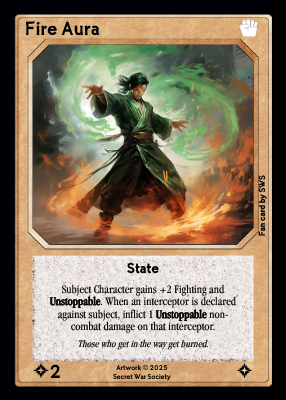 Fire Aura
Fan card by SWS
State
Subject Character gains +2 Fighting and
Unstoppable. When an interceptor is declared
against subject, inflict 1 Unstoppable non-
combat damage on that interceptor.
Those who get in the way get burned.
2
Artwork © 2025
Secret War Society